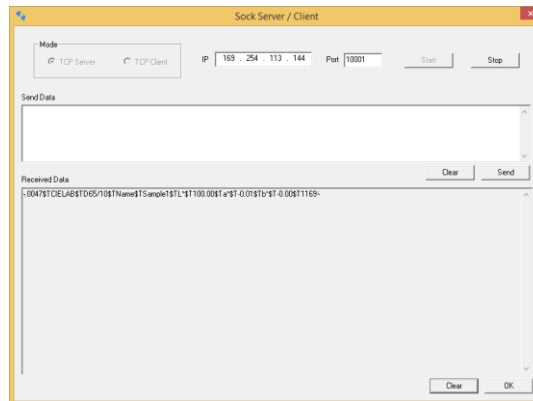 Sock Server / Client
Mode
TCP Server
TCP Client
IP
169 . 254 . 113 . 144
Port
10001
Start
Stop
Send Data
Clear
Send
Received Data
0047$TCIELAB$TD65/10$TName$TSample1$TL*$T100.00$Ta*$T-0.01$Tb*$T-0.00$T1169
Clear
OK